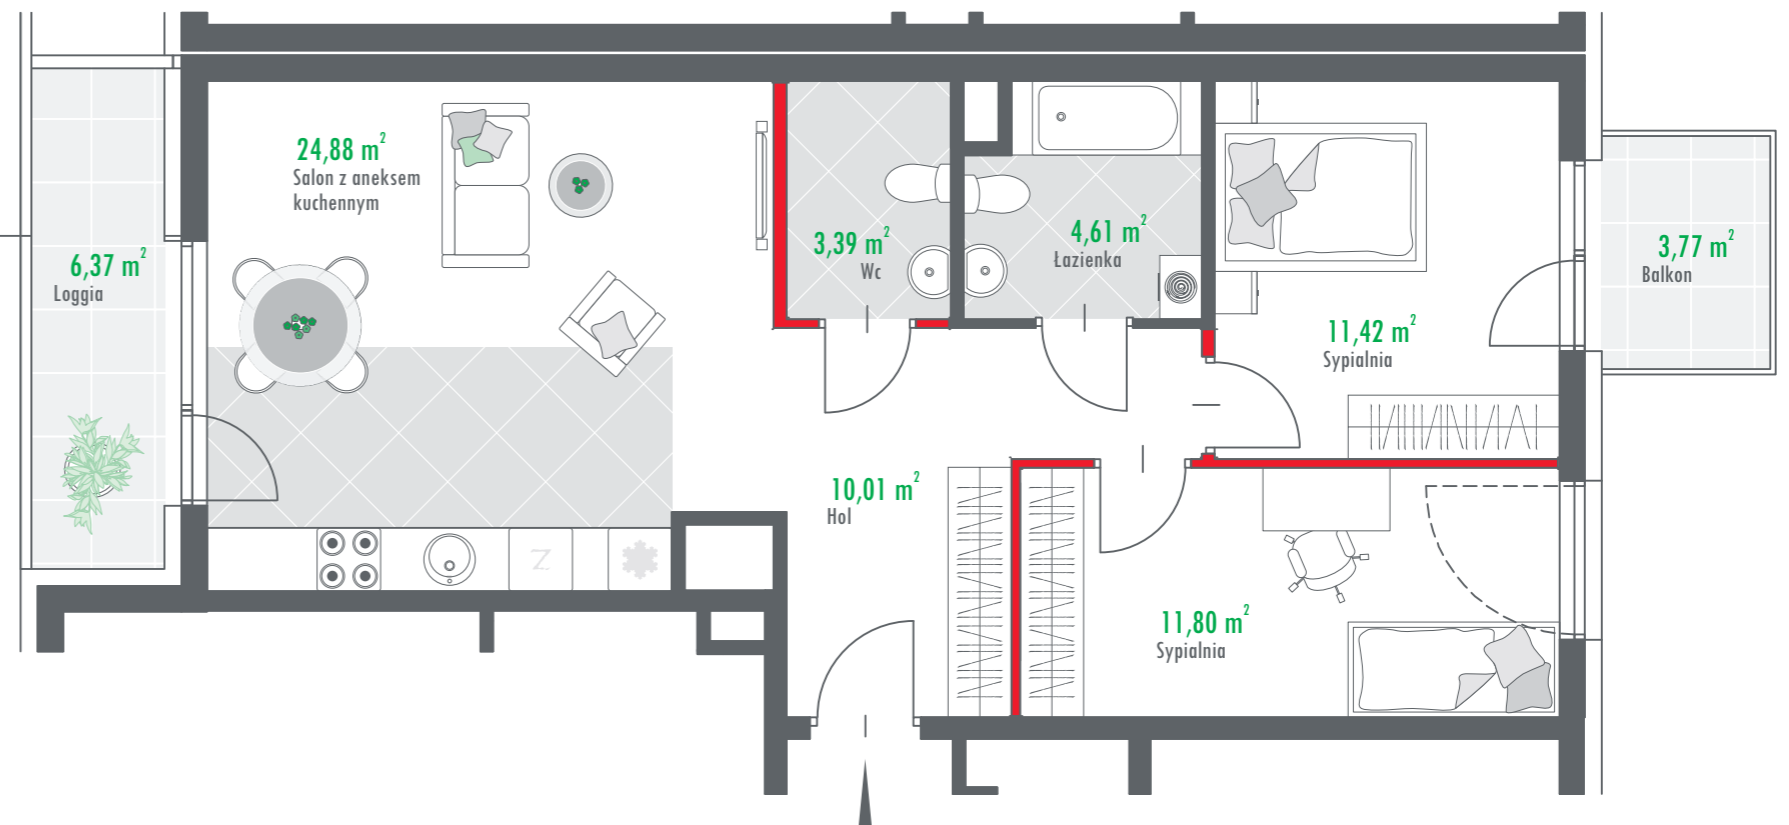 24,88 m²
Salon z aneksem
kuchennym
6,37 m²
Loggia
3,39 m²
Wc
4,61 m²
Łazienka
11,42 m²
Sypialnia
3,77 m²
Balkon
10,01 m²
Hol
11,80 m²
Sypialnia
Z